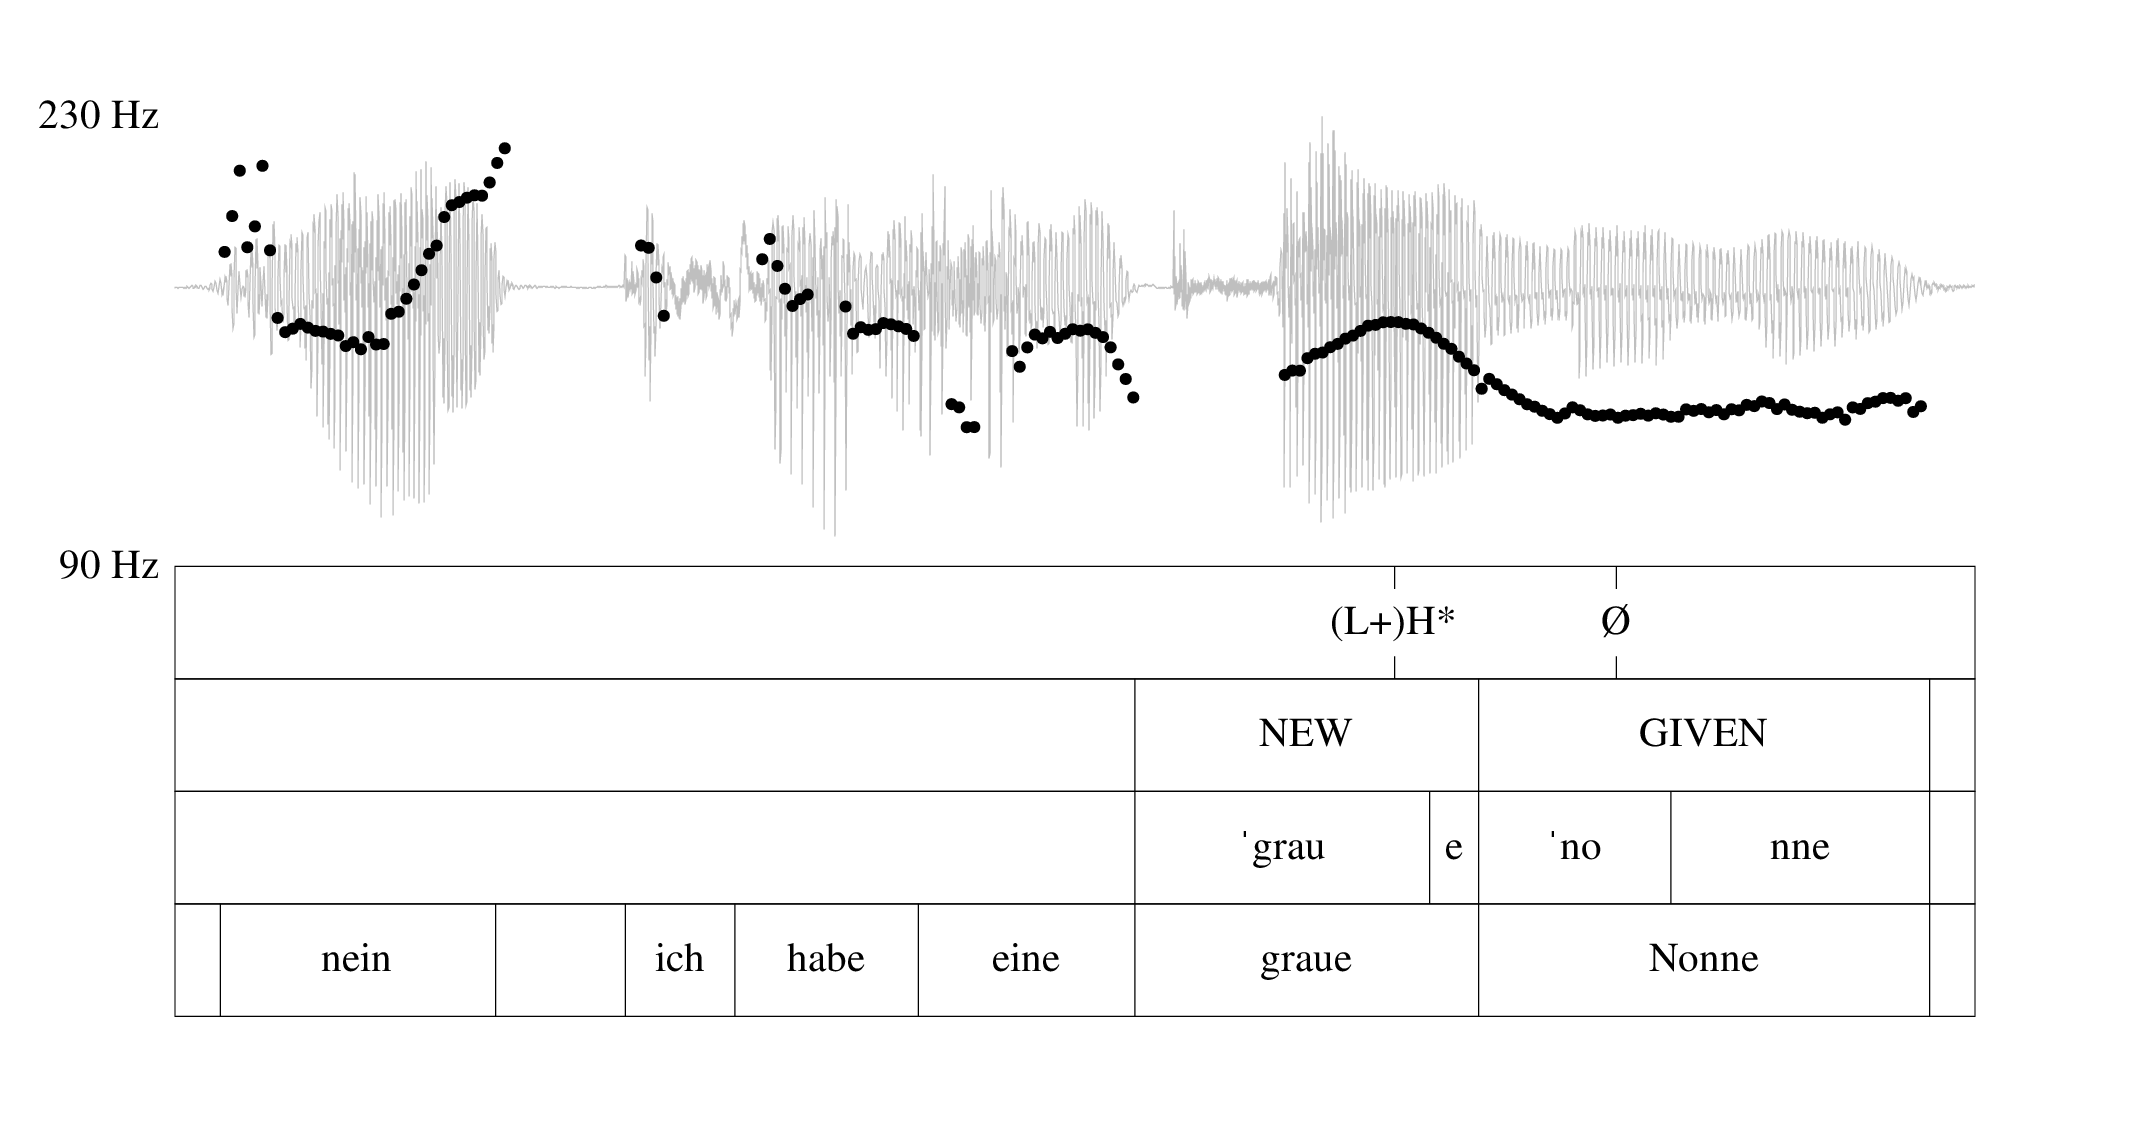 230 Hz
90 Hz
(L+)H* Ø
NEW GIVEN
ˈgrau e ˈno nne
nein ich habe eine graue Nonne